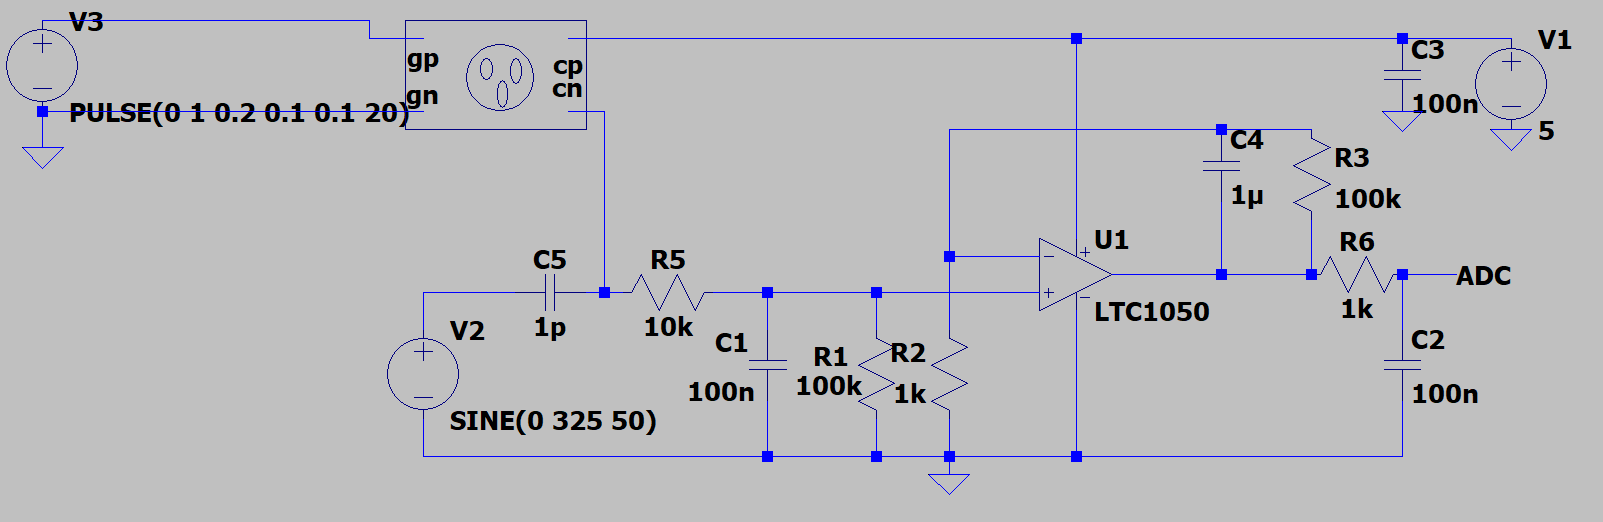 V3
PULSE(0 1 0.2 0.1 0.1 20)
gp
gn
cp
cn
C3
100n
V1
5
C4
1µ
R3
100k
U1
LTC1050
R6
1k
ADC
C5
1p
R5
10k
V2
SINE(0 325 50)
C1
100n
R1
100k
R2
1k
C2
100n